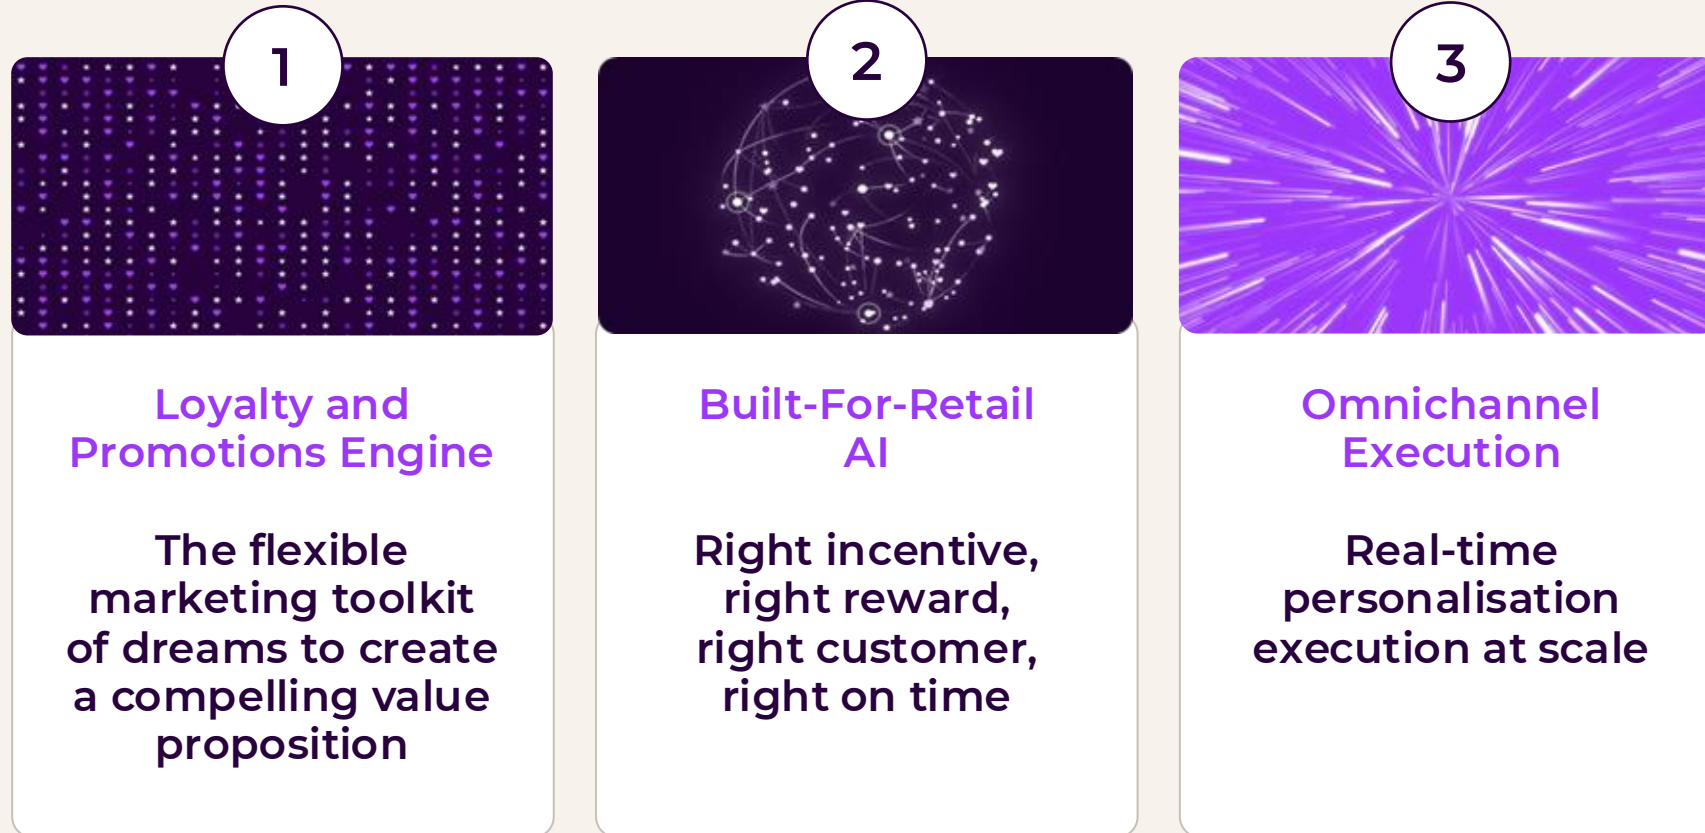 1
Loyalty and
Promotions Engine
The flexible
marketing toolkit
of dreams to create
a compelling value
proposition
2
Built-For-Retail
AI
Right incentive,
right reward,
right customer,
right on time
3
Omnichannel
Execution
Real-time
personalisation
execution at scale